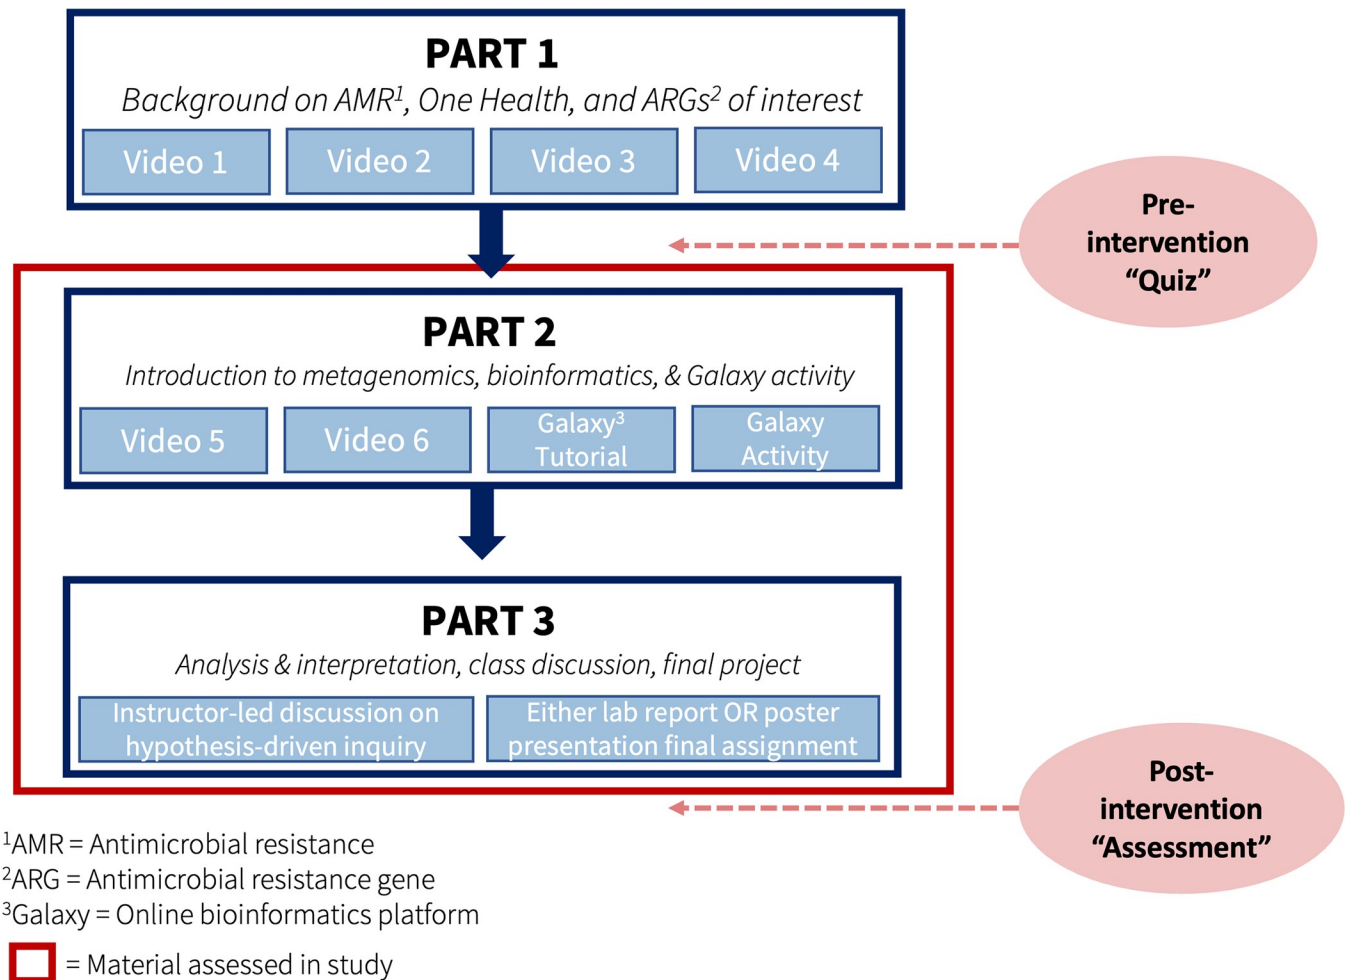 PART 1
Background on AMR¹, One Health, and ARGs² of interest
Video 1
Video 2
Video 3
Video 4
Pre-
intervention
“Quiz”
PART 2
Introduction to metagenomics, bioinformatics, & Galaxy activity
Video 5
Video 6
Galaxy³
Tutorial
Galaxy
Activity
PART 3
Analysis & interpretation, class discussion, final project
Instructor-led discussion on
hypothesis-driven inquiry
Either lab report OR poster
presentation final assignment
Post-
intervention
“Assessment”
¹AMR = Antimicrobial resistance
²ARG = Antimicrobial resistance gene
³Galaxy = Online bioinformatics platform
= Material assessed in study